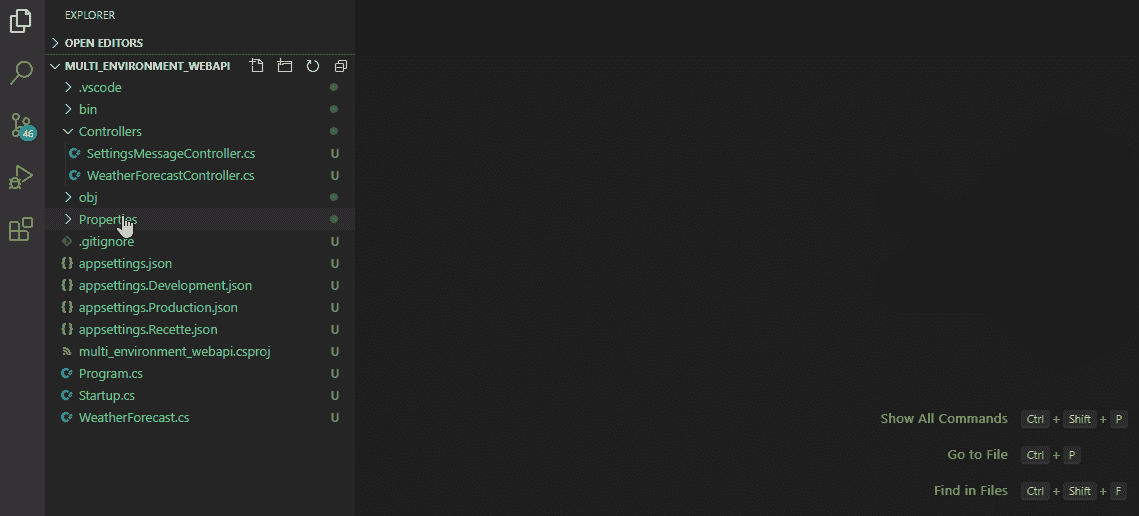 EXPLORER
OPEN EDITORS
MULTI_ENVIRONMENT_WEBAPI
.vscode
bin
46
Controllers
SettingsMessageController.cs U
WeatherForecastController.cs U
obj
Properties
.gitignore U
appsettings.json U
appsettings.Development.json U
appsettings.Production.json U
appsettings.Recette.json U
multi_environment_webapi.csproj U
Program.cs U
Startup.cs U
WeatherForecast.cs U
Show All Commands Ctrl + Shift + P
Go to File Ctrl + P
Find in Files Ctrl + Shift + F